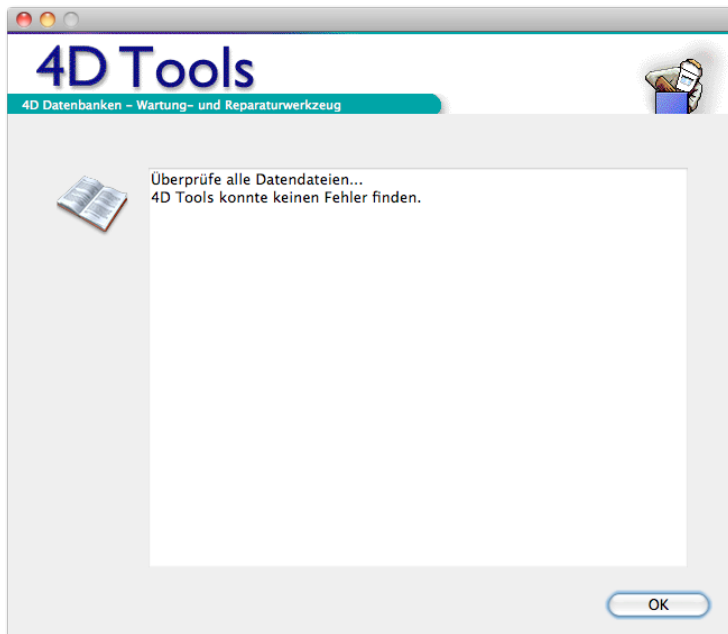 4D Tools
4D Datenbanken – Wartung- und Reparaturwerkzeug
Überprüfe alle Datendateien...
4D Tools konnte keinen Fehler finden.
OK